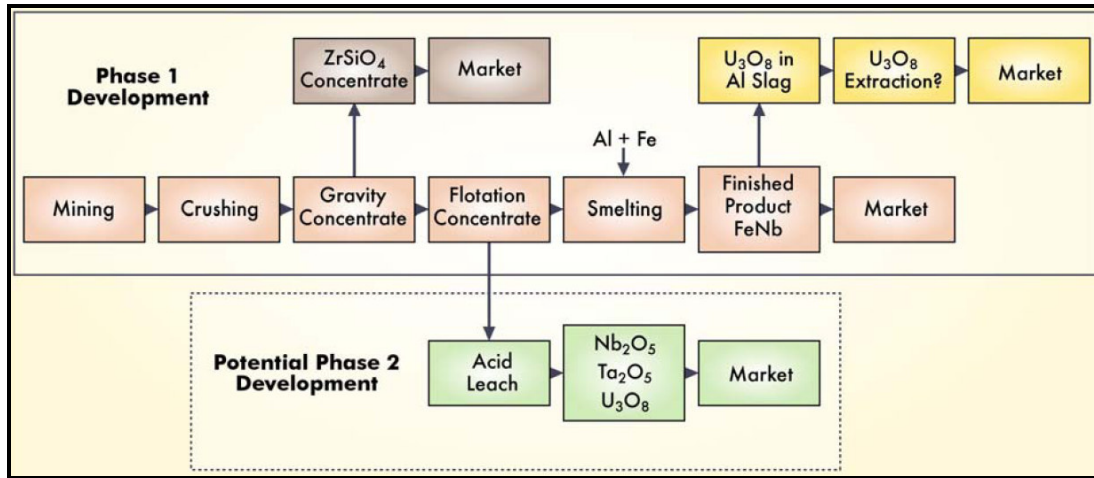 Phase 1
Development
ZrSiO₄
Concentrate
Market
U₃O₈ in
Al Slag
U₃O₈
Extraction?
Market
Al + Fe
Mining
Crushing
Gravity
Concentrate
Flotation
Concentrate
Smelting
Finished
Product
FeNb
Market
Potential Phase 2
Development
Acid
Leach
Nb₂O₅
Ta₂O₅
U₃O₈
Market